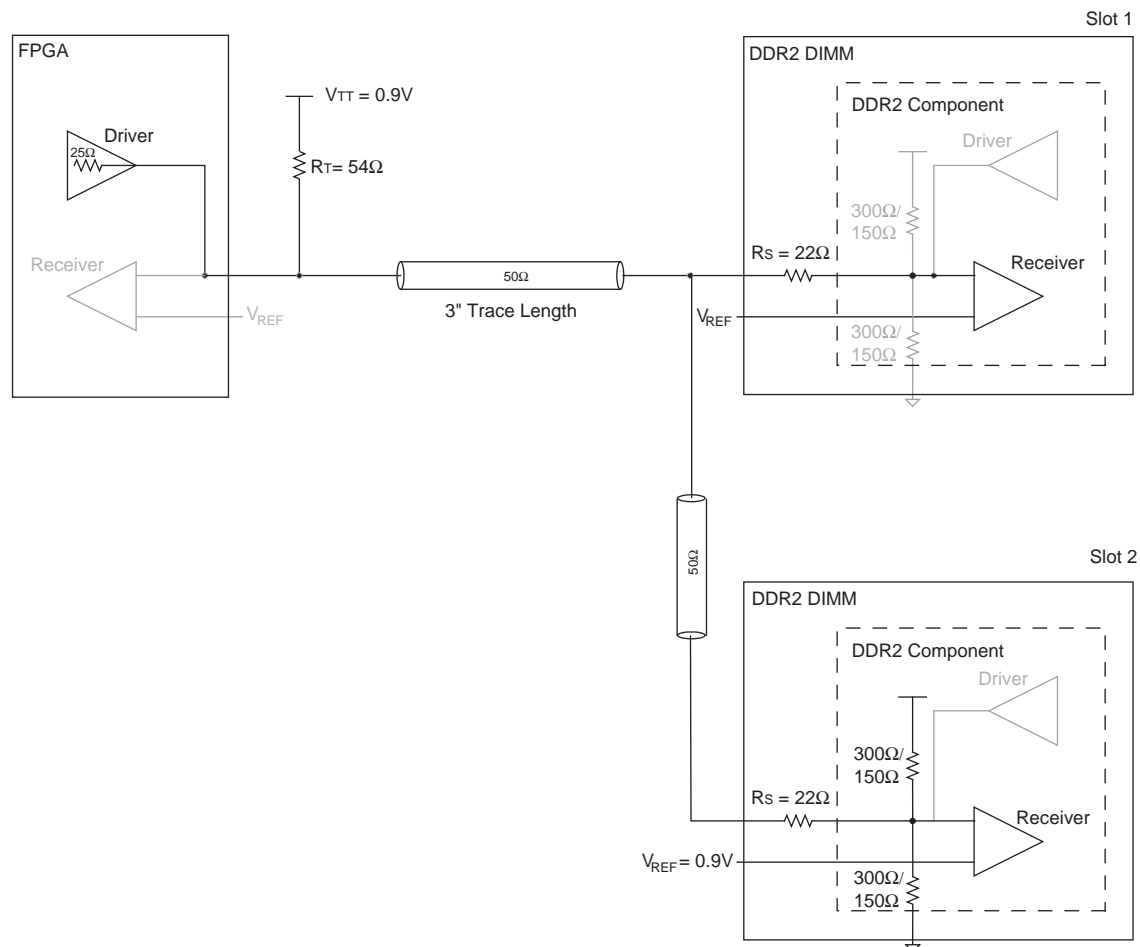 Slot 1
FPGA
DDR2 DIMM
VTT = 0.9V
DDR2 Component
Driver
Driver
25Ω
RT= 54Ω
300Ω/
150Ω
Receiver
RS = 22Ω
Receiver
50Ω
3" Trace Length
VREF
VREF
300Ω/
150Ω
50Ω
Slot 2
DDR2 DIMM
DDR2 Component
Driver
300Ω/
150Ω
RS = 22Ω
Receiver
VREF = 0.9V
300Ω/
150Ω